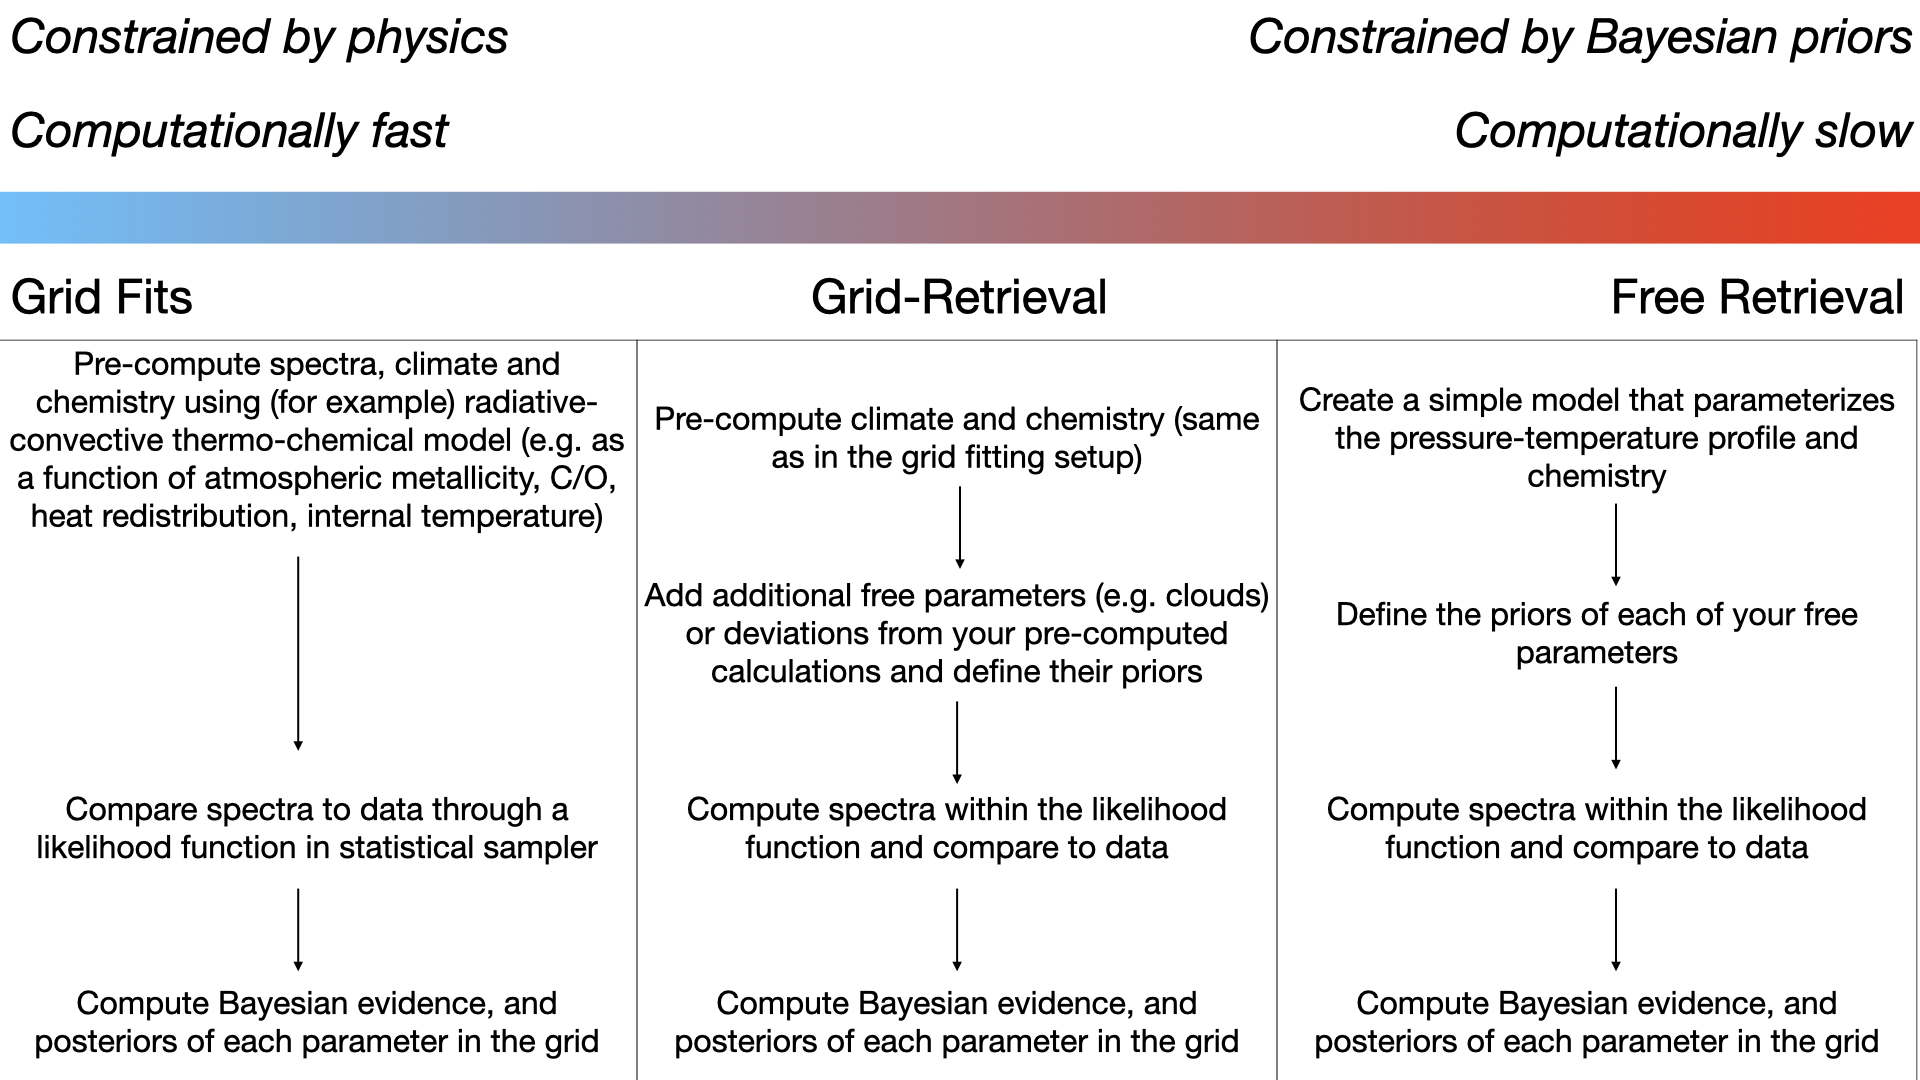 Constrained by physics
Constrained by Bayesian priors
Computationally fast
Computationally slow
Grid Fits
Grid-Retrieval
Free Retrieval
Pre-compute spectra, climate and
chemistry using (for example) radiative-
convective thermo-chemical model (e.g. as
a function of atmospheric metallicity, C/O,
heat redistribution, internal temperature)
Compare spectra to data through a
likelihood function in statistical sampler
Compute Bayesian evidence, and
posteriors of each parameter in the grid
Pre-compute climate and chemistry (same
as in the grid fitting setup)
Add additional free parameters (e.g. clouds)
or deviations from your pre-computed
calculations and define their priors
Compute spectra within the likelihood
function and compare to data
Compute Bayesian evidence, and
posteriors of each parameter in the grid
Create a simple model that parameterizes
the pressure-temperature profile and
chemistry
Define the priors of each of your free
parameters
Compute spectra within the likelihood
function and compare to data
Compute Bayesian evidence, and
posteriors of each parameter in the grid